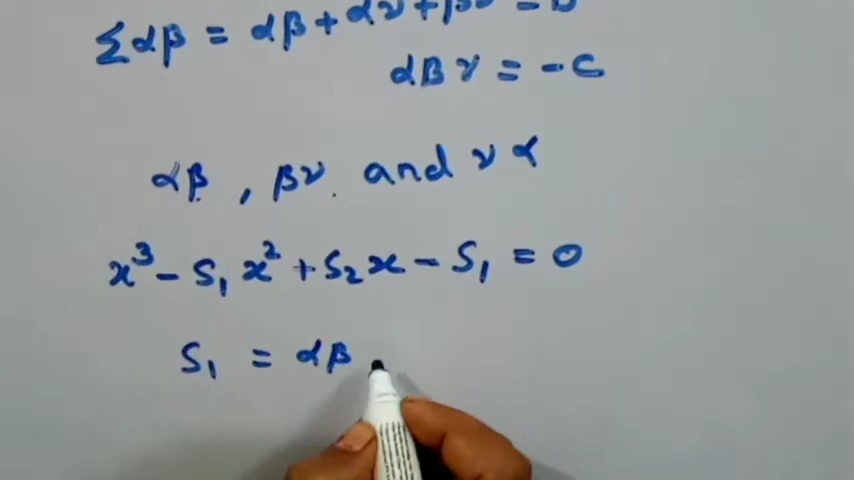 Σαβ = αβ + αγ + βγ = b
αβγ = -c
αβ, βγ and γα
x³ - S₁x² + S₂x - S₁ = 0
S₁ = αβ